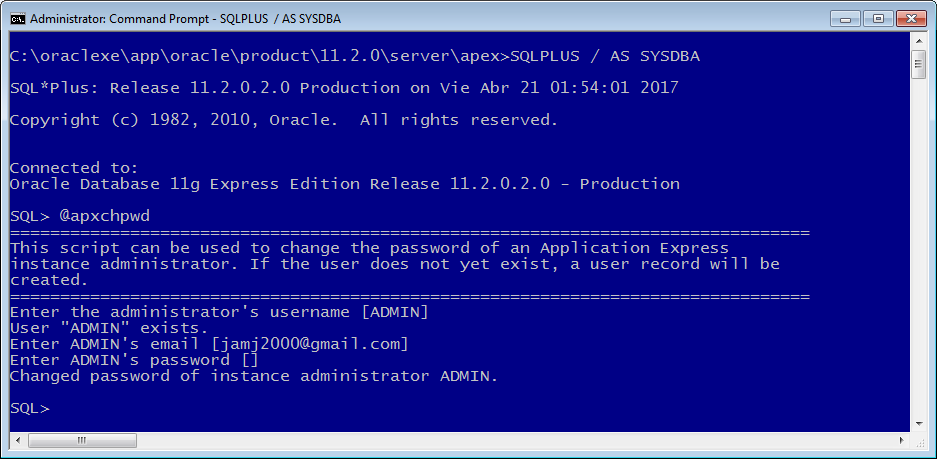 Administrator: Command Prompt - SQLPLUS / AS SYSDBA
C:\oraclexe\app\oracle\product\11.2.0\server\apex>SQLPLUS / AS SYSDBA
SQL*Plus: Release 11.2.0.2.0 Production on Vie Abr 21 01:54:01 2017
Copyright (c) 1982, 2010, Oracle.  All rights reserved.
Connected to:
Oracle Database 11g Express Edition Release 11.2.0.2.0 - Production
SQL> @apxchpwd
================================================================================
This script can be used to change the password of an Application Express
instance administrator. If the user does not yet exist, a user record will be
created.
================================================================================
Enter the administrator's username [ADMIN]
User "ADMIN" exists.
Enter ADMIN's email [jamj2000@gmail.com]
Enter ADMIN's password []
Changed password of instance administrator ADMIN.
SQL>